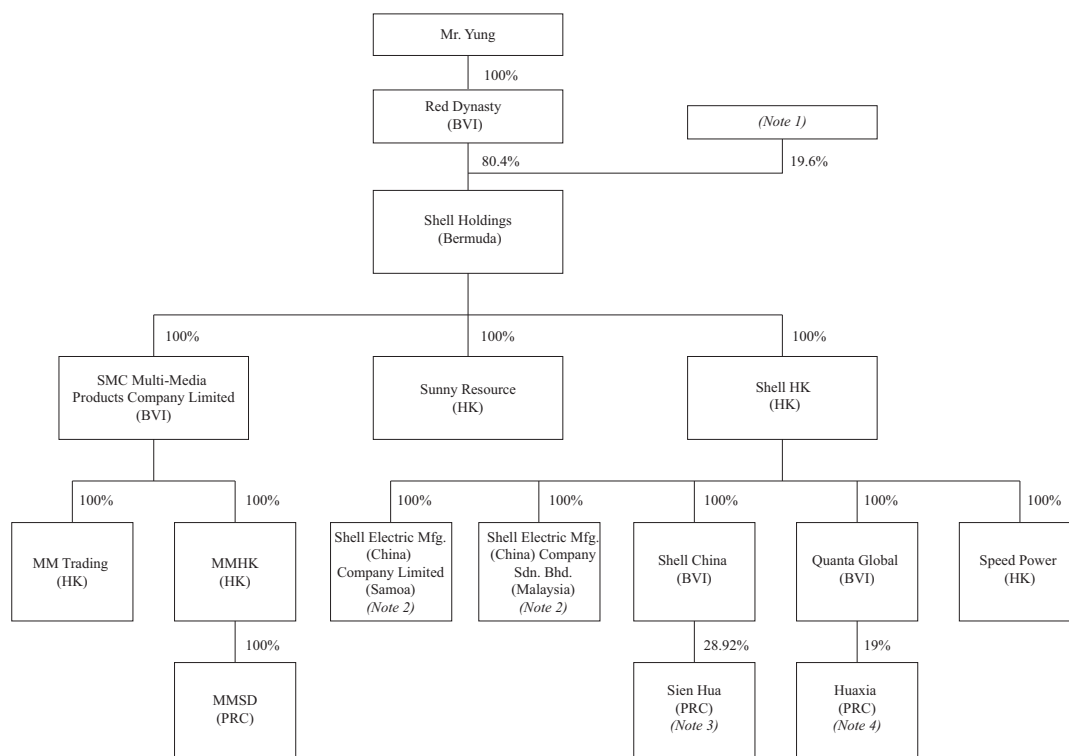 Mr. Yung
100%
Red Dynasty
(BVI)
(Note 1)
80.4%
19.6%
Shell Holdings
(Bermuda)
100%
100%
100%
SMC Multi-Media
Products Company Limited
(BVI)
Sunny Resource
(HK)
Shell HK
(HK)
100%
100%
100%
100%
100%
100%
100%
MM Trading
(HK)
MMHK
(HK)
Shell Electric Mfg.
(China)
Company Limited
(Samoa)
(Note 2)
Shell Electric Mfg.
(China) Company
Sdn. Bhd.
(Malaysia)
(Note 2)
Shell China
(BVI)
Quanta Global
(BVI)
Speed Power
(HK)
100%
28.92%
19%
MMSD
(PRC)
Sien Hua
(PRC)
(Note 3)
Huaxia
(PRC)
(Note 4)